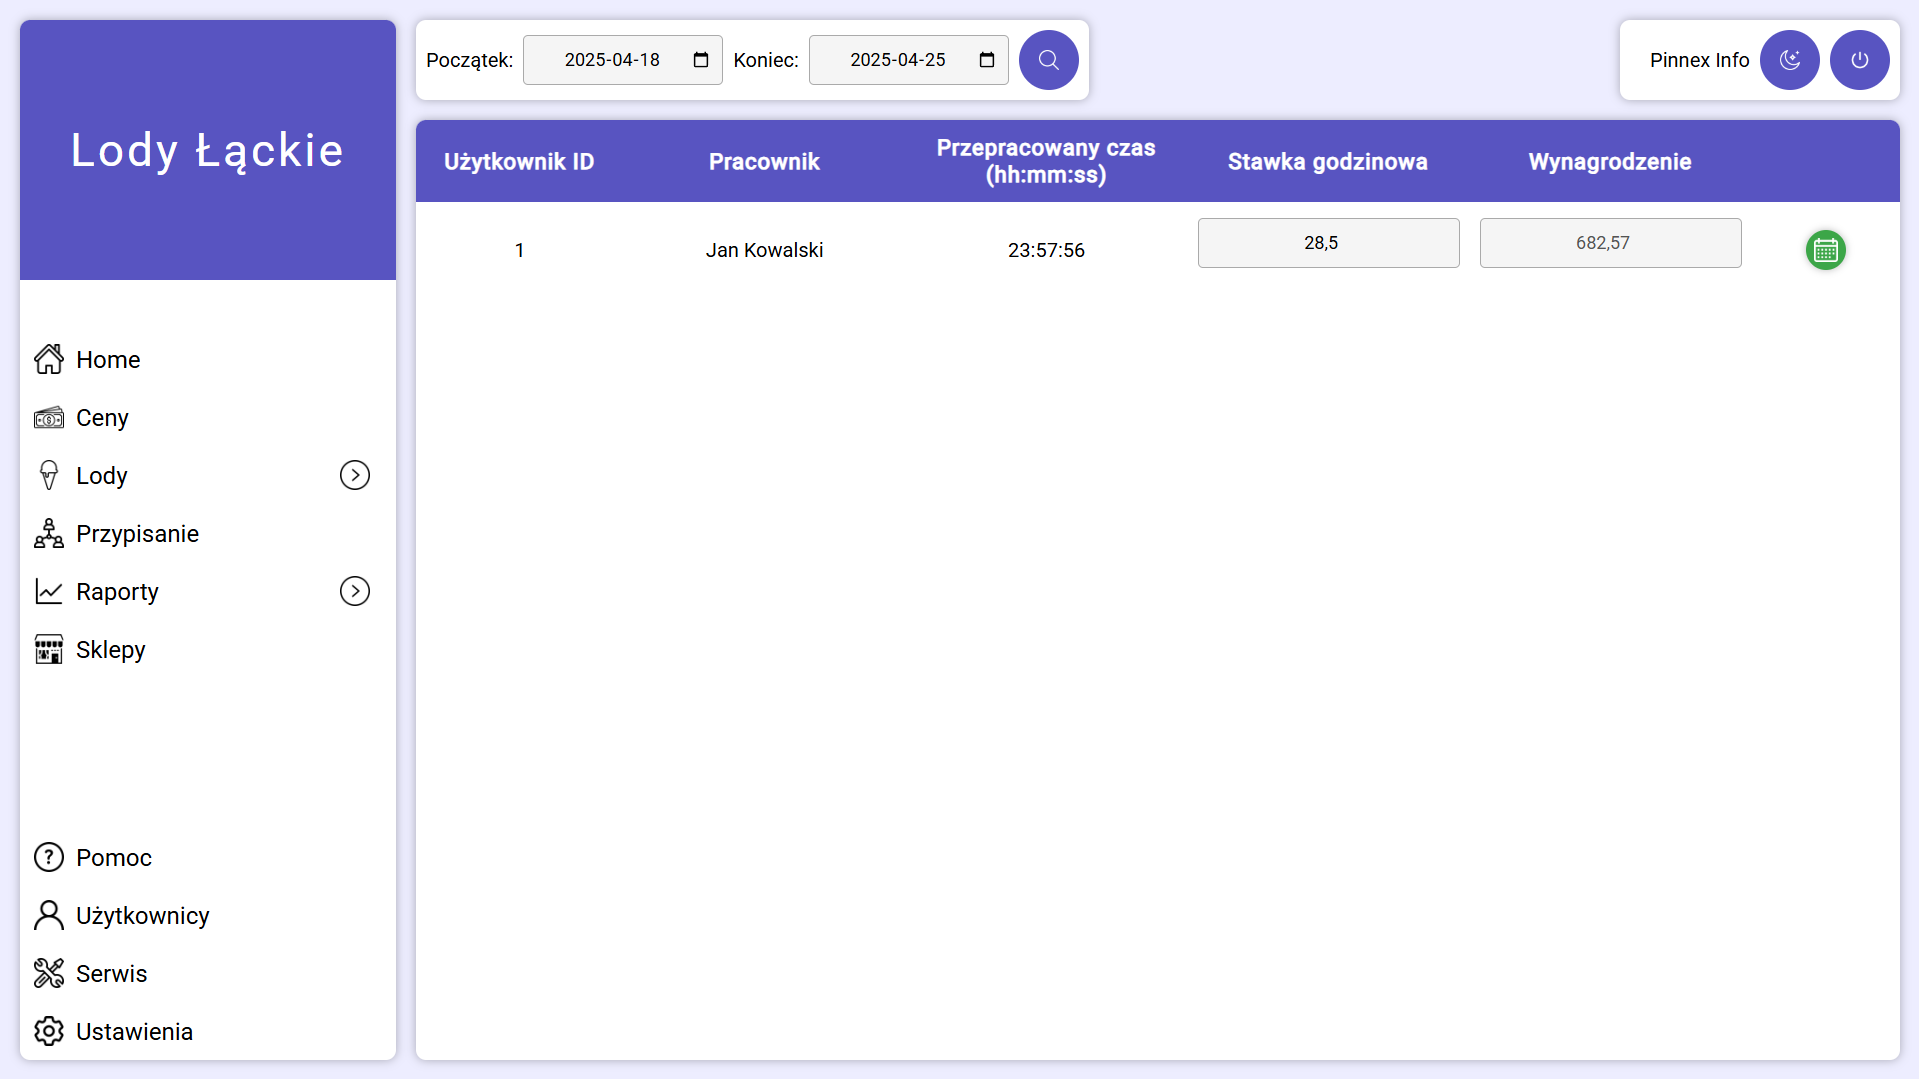 Lody Łąckie
Home
Ceny
Lody
Przypisanie
Raporty
Sklepy
Pomoc
Użytkownicy
Serwis
Ustawienia
Początek: 2025-04-18 Koniec: 2025-04-25
Pinnex Info
Użytkownik ID Pracownik Przepracowany czas (hh:mm:ss) Stawka godzinowa Wynagrodzenie
1 Jan Kowalski 23:57:56 28,5 682,57